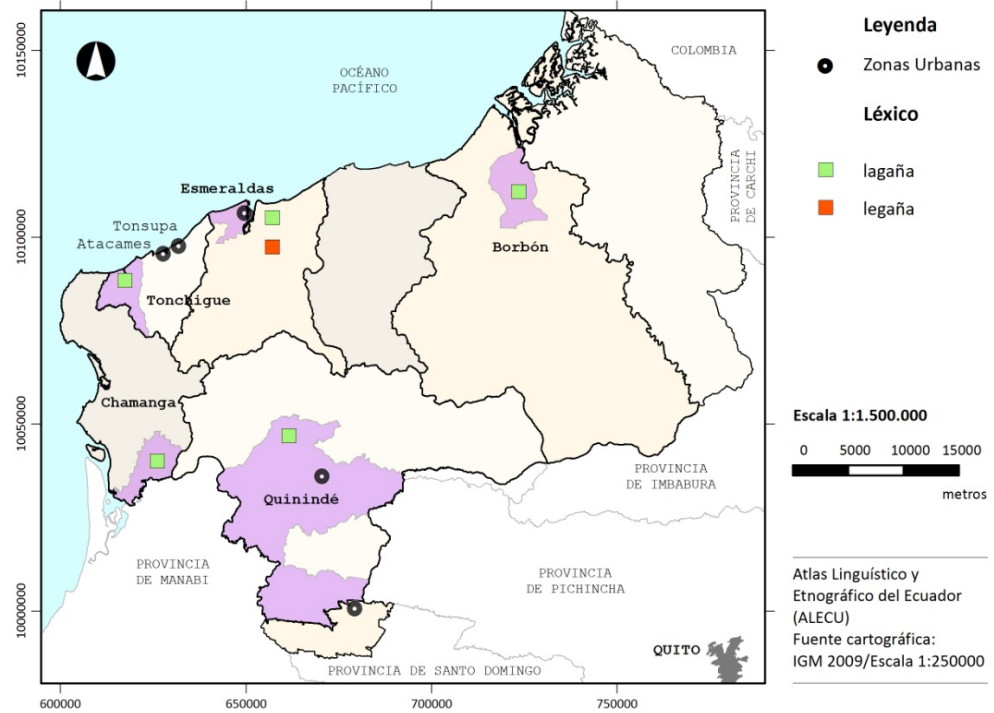 10150000
10100000
10050000
10000000
600000
650000
700000
750000
OCÉANO
PACÍFICO
COLOMBIA
PROVINCIA
DE CARCHI
Esmeraldas
Tonsupa
Atacames
Tonchigue
Borbón
Chamanga
Quinindé
PROVINCIA
DE IMBABURA
PROVINCIA
DE MANABI
PROVINCIA
DE PICHINCHA
QUITO
PROVINCIA DE SANTO DOMINGO
Leyenda
Zonas Urbanas
Léxico
lagaña
legaña
Escala 1:1.500.000
0 5000 10000 15000
metros
Atlas Linguístico y
Etnográfico del Ecuador
(ALECU)
Fuente cartográfica:
IGM 2009/Escala 1:250000